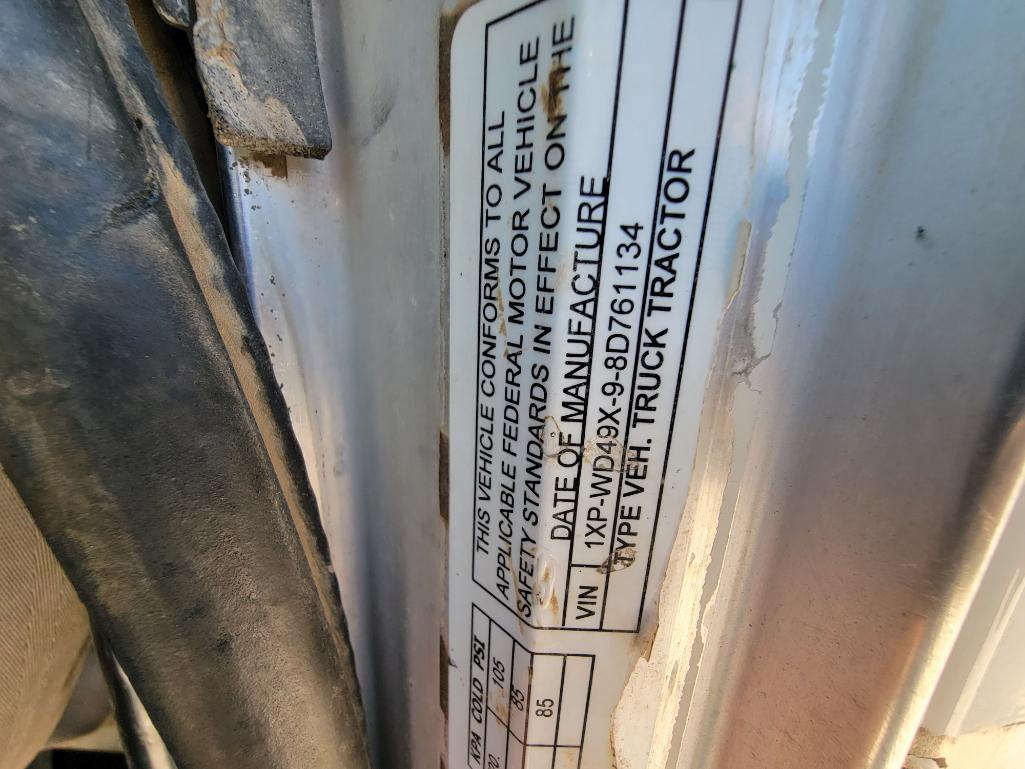 THIS VEHICLE CONFORMS TO ALL
APPLICABLE FEDERAL MOTOR VEHICLE
SAFETY STANDARDS IN EFFECT ON THE
DATE OF MANUFACTURE
VIN 1XP-WD49X-9-8D761134
TYPE VEH. TRUCK TRACTOR
KPA COLD PSI
105
85
85